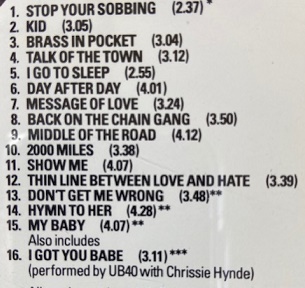 1. STOP YOUR SOBBING (2.37)*
2. KID (3.05)
3. BRASS IN POCKET (3.04)
4. TALK OF THE TOWN (3.12)
5. I GO TO SLEEP (2.55)
6. DAY AFTER DAY (4.01)
7. MESSAGE OF LOVE (3.24)
8. BACK ON THE CHAIN GANG (3.50)
9. MIDDLE OF THE ROAD (4.12)
10. 2000 MILES (3.38)
11. SHOW ME (4.07)
12. THIN LINE BETWEEN LOVE AND HATE (3.39)
13. DON'T GET ME WRONG (3.48)**
14. HYMN TO HER (4.28)**
15. MY BABY (4.07)**
Also includes
16. I GOT YOU BABE (3.11)***
(performed by UB40 with Chrissie Hynde)